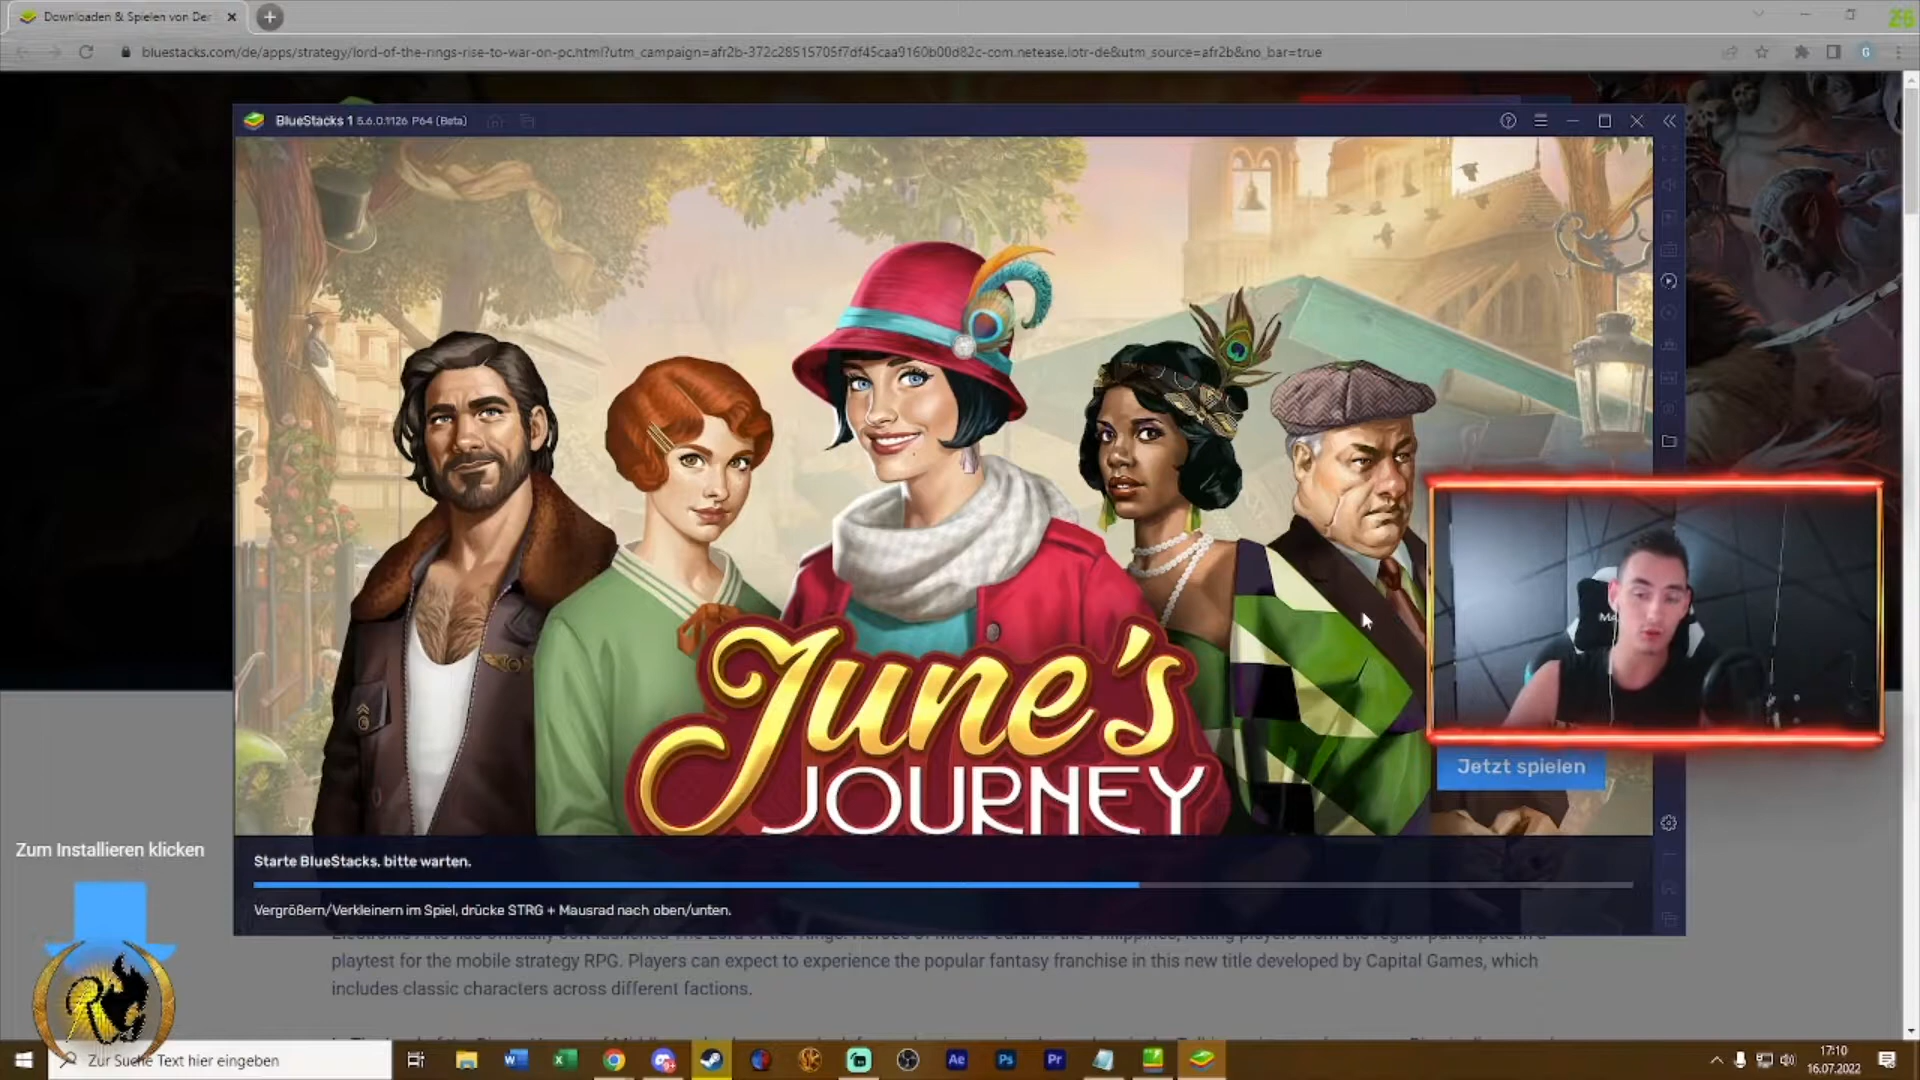 Downloaden & Spielen von Der
bluestacks.com/de/apps/strategy/lord-of-the-rings-rise-to-war-on-pc.html?utm_campaign=afr2b-372c28515705f7df45caa9160b00d82c-com.netease.lotr-de&utm_source=afr2b&no_bar=true
G
BlueStacks 1 5.6.0.1126 P64 (Beta)
June's
JOURNEY
Jetzt spielen
Zum Installieren klicken
Starte BlueStacks, bitte warten.
Vergrößern/Verkleinern im Spiel, drücke STRG + Mausrad nach oben/unten.
playtest for the mobile strategy RPG. Players can expect to experience the popular fantasy franchise in this new title developed by Capital Games, which
includes classic characters across different factions.
Zur Suche Text hier eingeben
Ae
Ps
Pr
17:10
16.07.2022